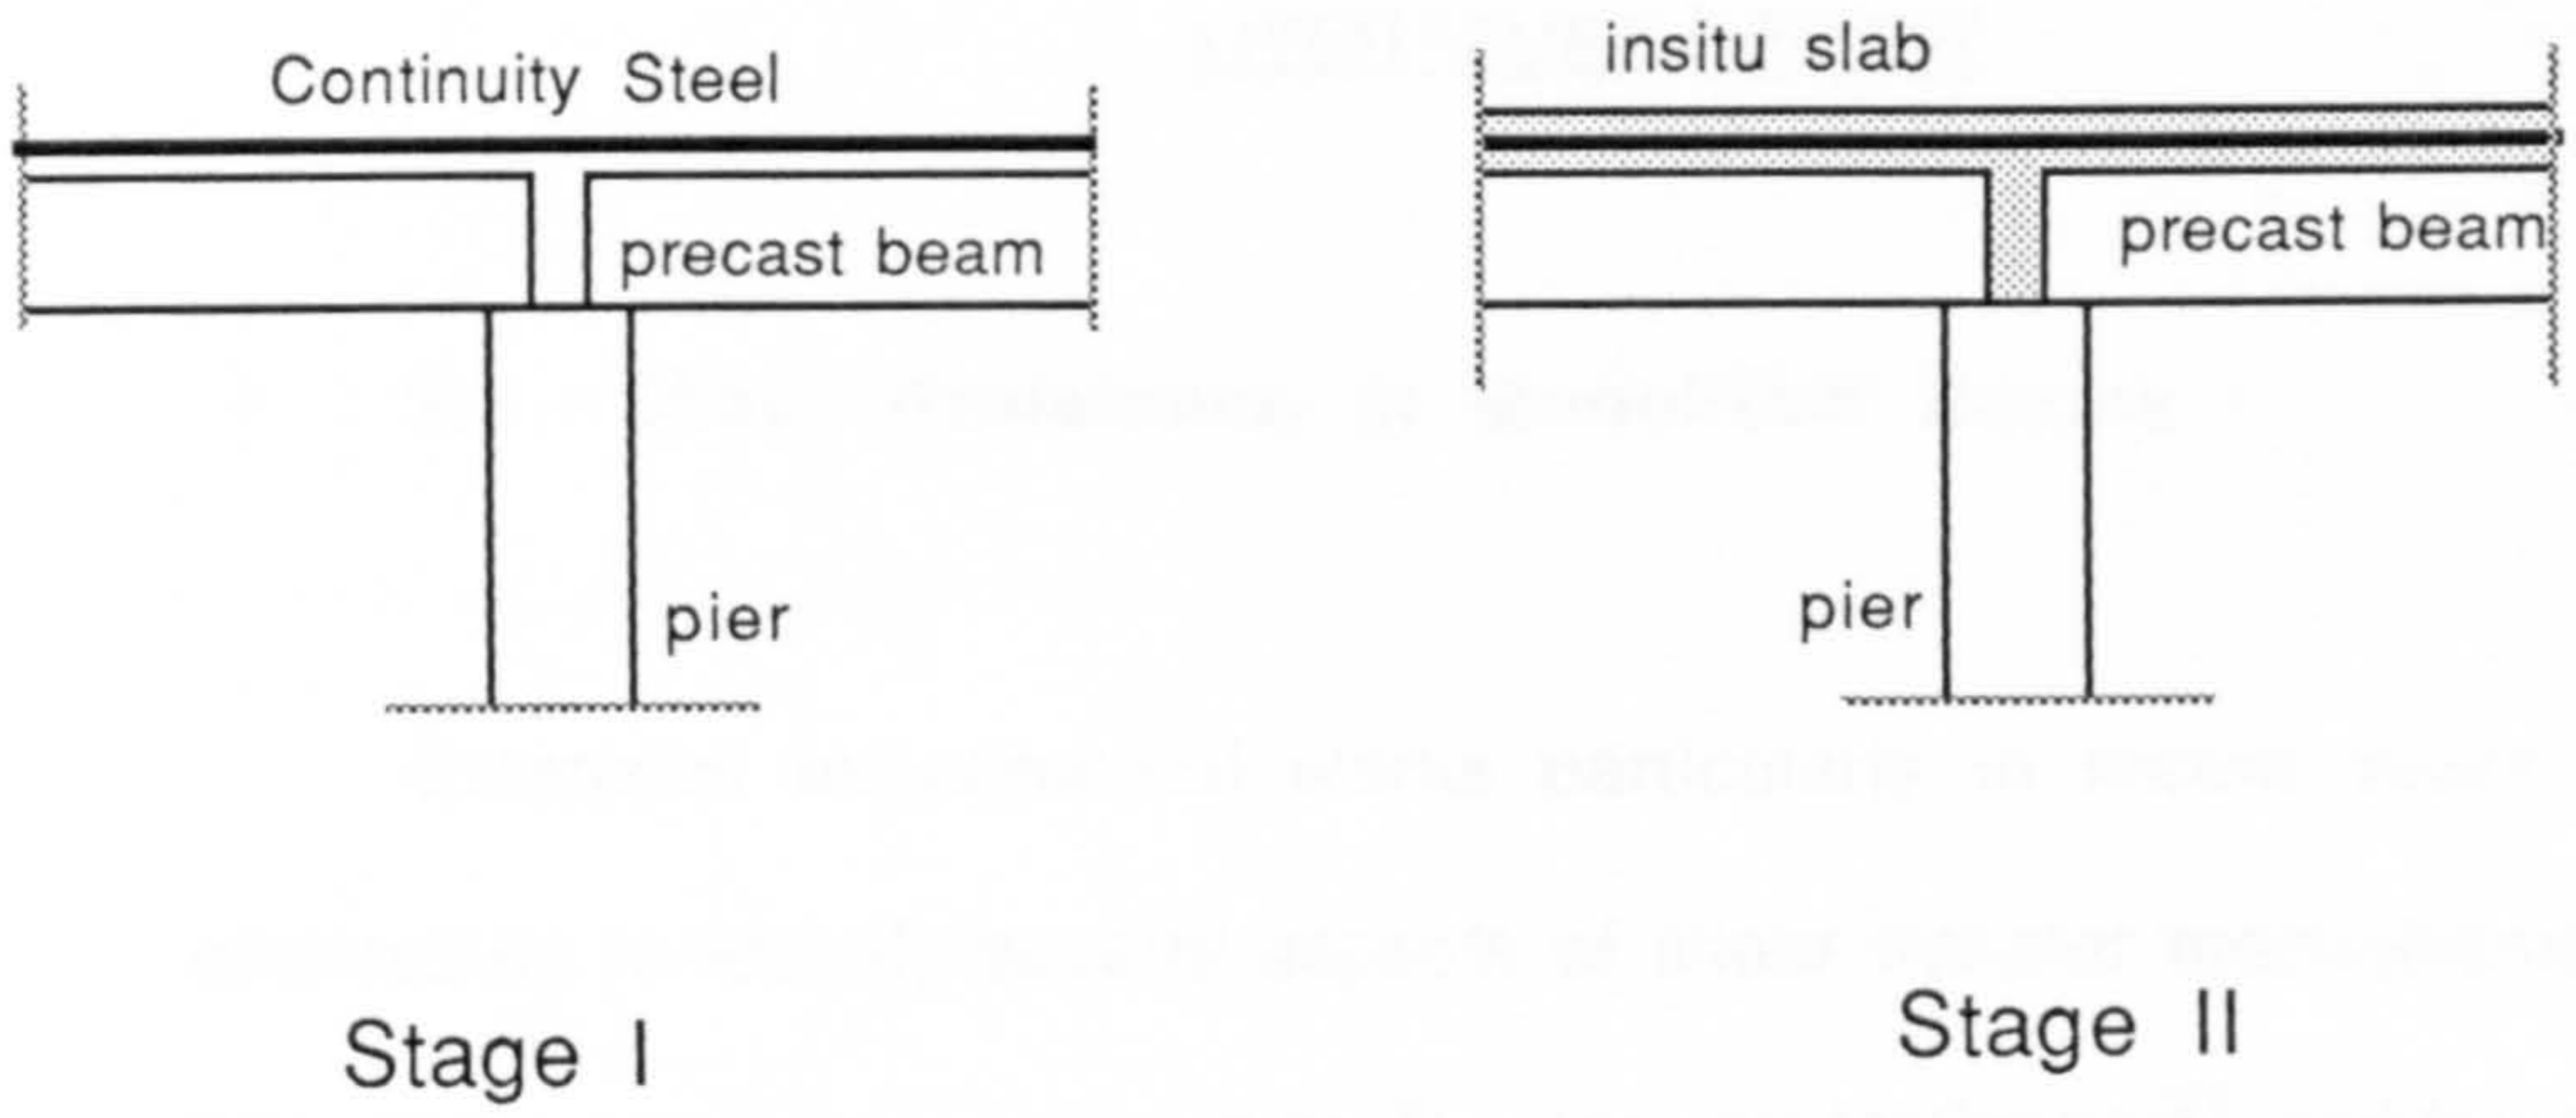 Continuity Steel
precast beam
pier
Stage I
insitu slab
precast beam
pier
Stage II